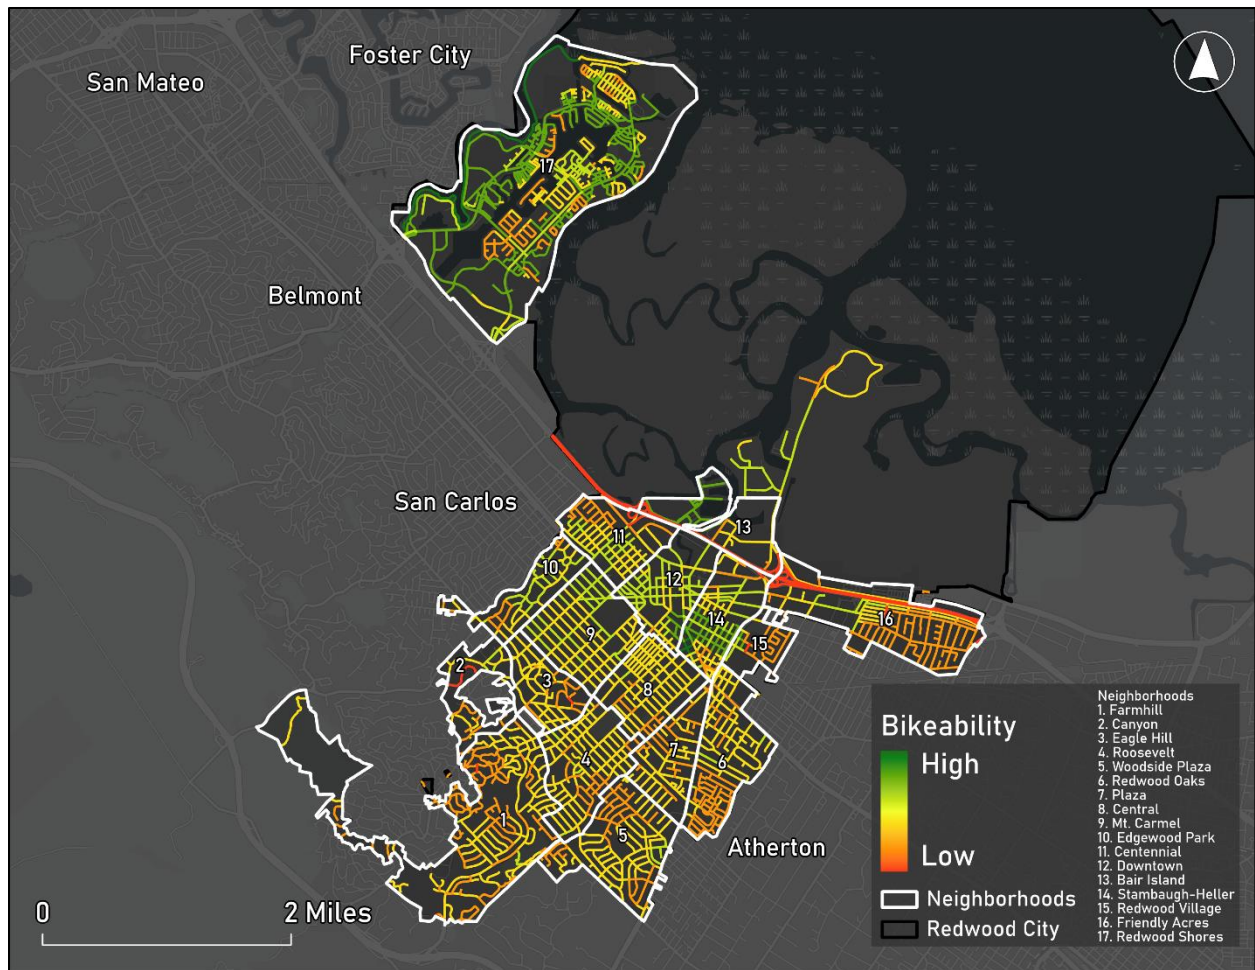 Foster City
San Mateo
17
Belmont
San Carlos
11
13
10
12
14
16
9
15
2
3
8
7
6
4
1
5
Atherton
0
2 Miles
Bikeability
High
Low
Neighborhoods
Redwood City
Neighborhoods
1. Farmhill
2. Canyon
3. Eagle Hill
4. Roosevelt
5. Woodside Plaza
6. Redwood Oaks
7. Plaza
8. Central
9. Mt. Carmel
10. Edgewood Park
11. Centennial
12. Downtown
13. Bair Island
14. Stambaugh-Heller
15. Redwood Village
16. Friendly Acres
17. Redwood Shores